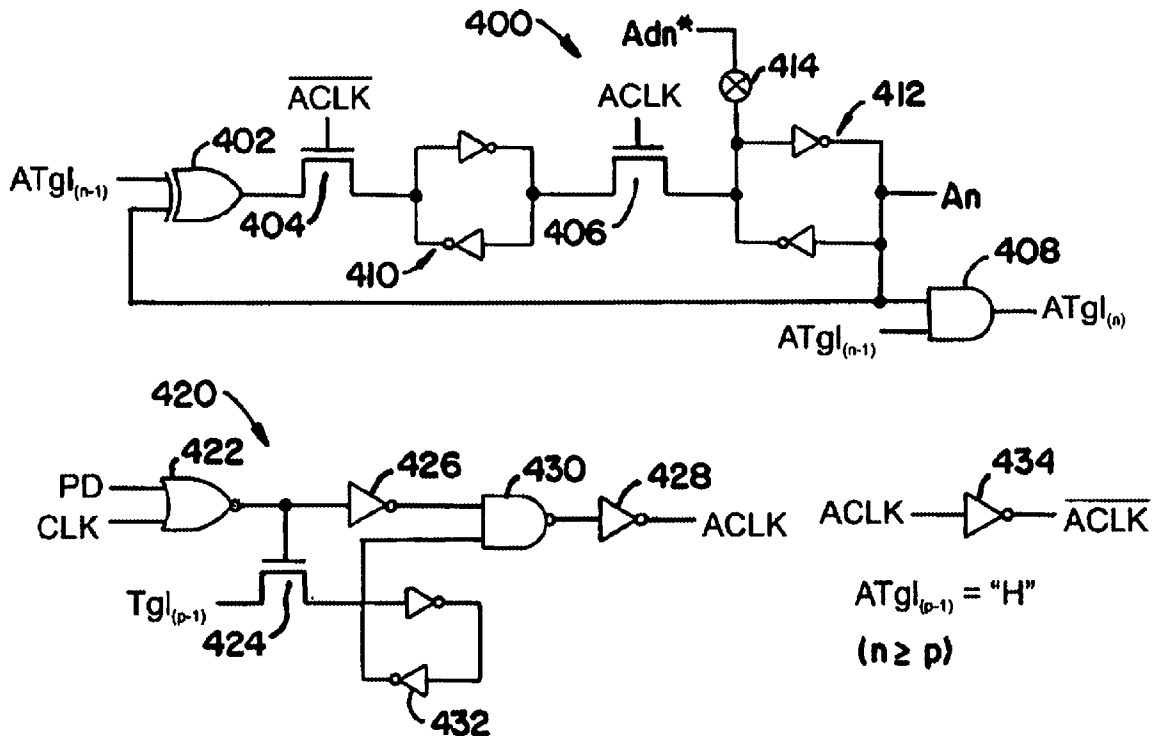 400
Adn*
414
ACLK
ACLK
412
402
ATgl(n-1)
404
406
An
410
408
ATgl(n)
ATgl(n-1)
420
422
426
430
428
434
PD
CLK
ACLK
ACLK
ACLK
Tgl(p-1)
424
432
ATgl(p-1) = "H"
(n ≥ p)